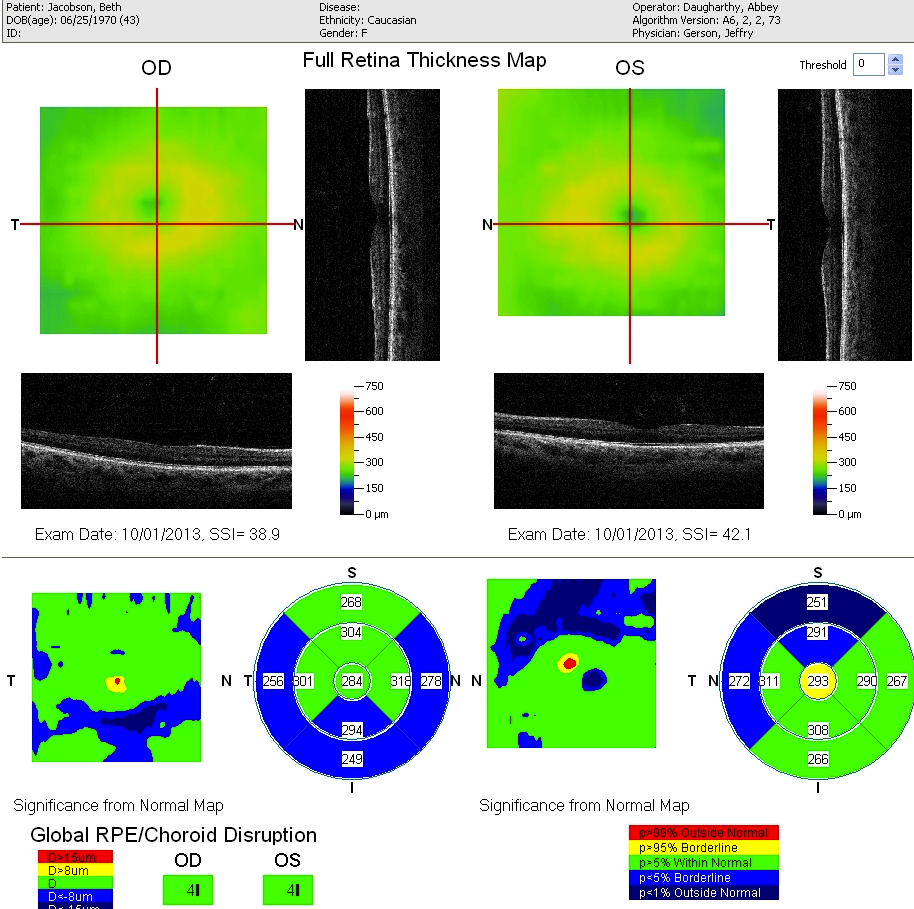 Patient: Jacobson, Beth
DOB(age): 06/25/1970 (43)
ID:
Disease:
Ethnicity: Caucasian
Gender: F
Operator: Daugharthy, Abbey
Algorithm Version: A6, 2, 2, 73
Physician: Gerson, Jeffry
Full Retina Thickness Map
OD
OS
Threshold 0
T
N
N
T
750
600
450
300
150
0 µm
750
600
450
300
150
0 µm
Exam Date: 10/01/2013, SSI= 38.9
Exam Date: 10/01/2013, SSI= 42.1
S
268
304
T N T 256 301 284 318 278 N
294
249
I
S
251
291
T N 272 311 293 290 267
308
266
I
Significance from Normal Map
Significance from Normal Map
Global RPE/Choroid Disruption
D>15um
D>8um
D
D<-8um
D<-15um
OD
4I
OS
4I
p>99% Outside Normal
p>95% Borderline
p>5% Within Normal
p<5% Borderline
p<1% Outside Normal